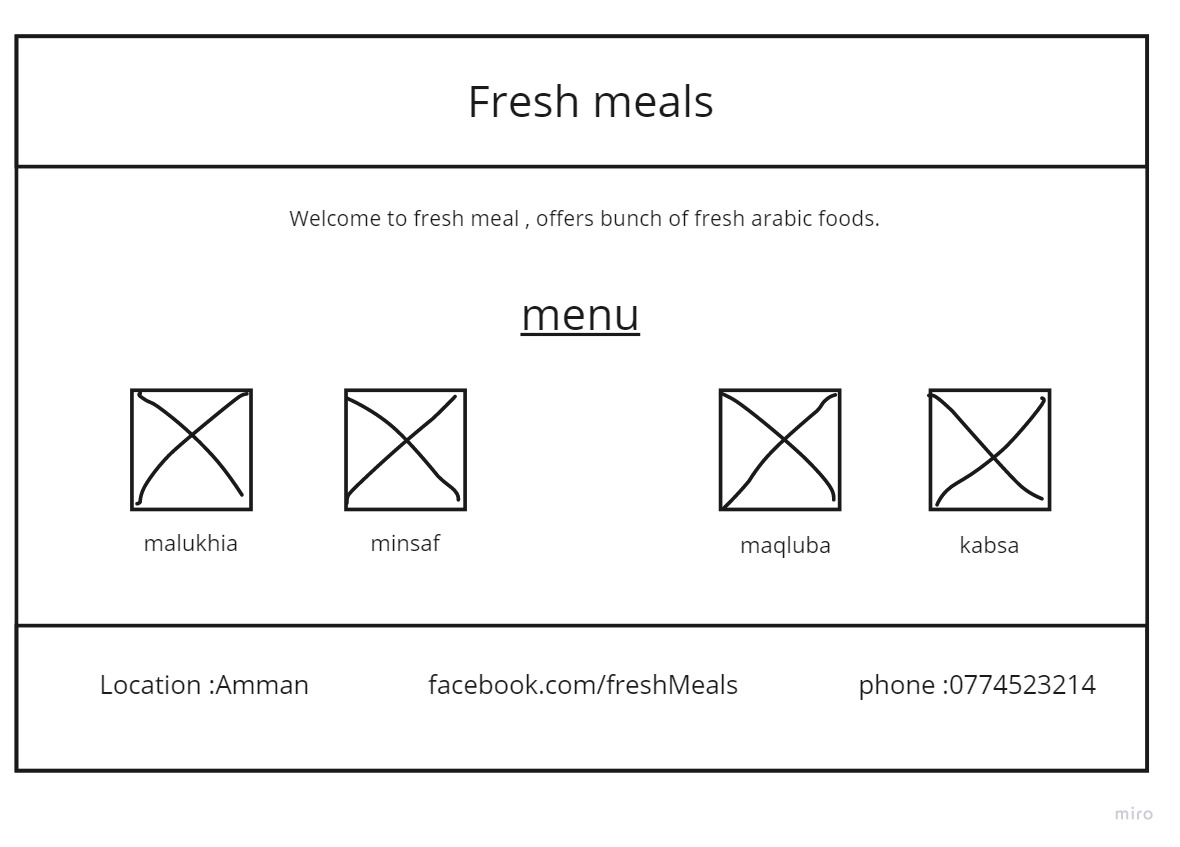 Fresh meals
Welcome to fresh meal , offers bunch of fresh arabic foods.
menu
malukhia minsaf maqluba kabsa
Location :Amman facebook.com/freshMeals phone :0774523214
miro